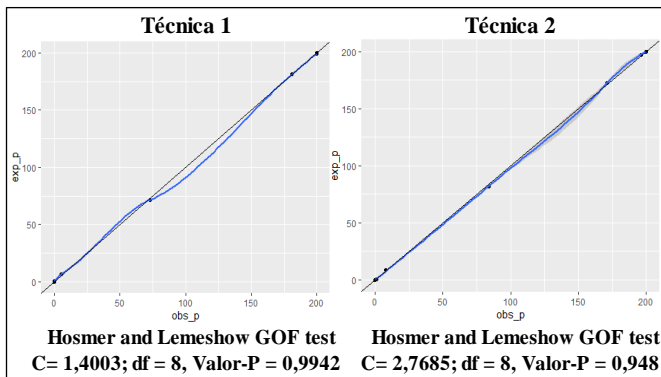 Técnica 1
200
150
100
50
0
exp_p
0
50
100
150
200
obs_p
Hosmer and Lemeshow GOF test
C= 1,4003; df = 8, Valor-P = 0,9942
Técnica 2
200
150
100
50
0
exp_p
0
50
100
150
200
obs_p
Hosmer and Lemeshow GOF test
C= 2,7685; df = 8, Valor-P = 0,948